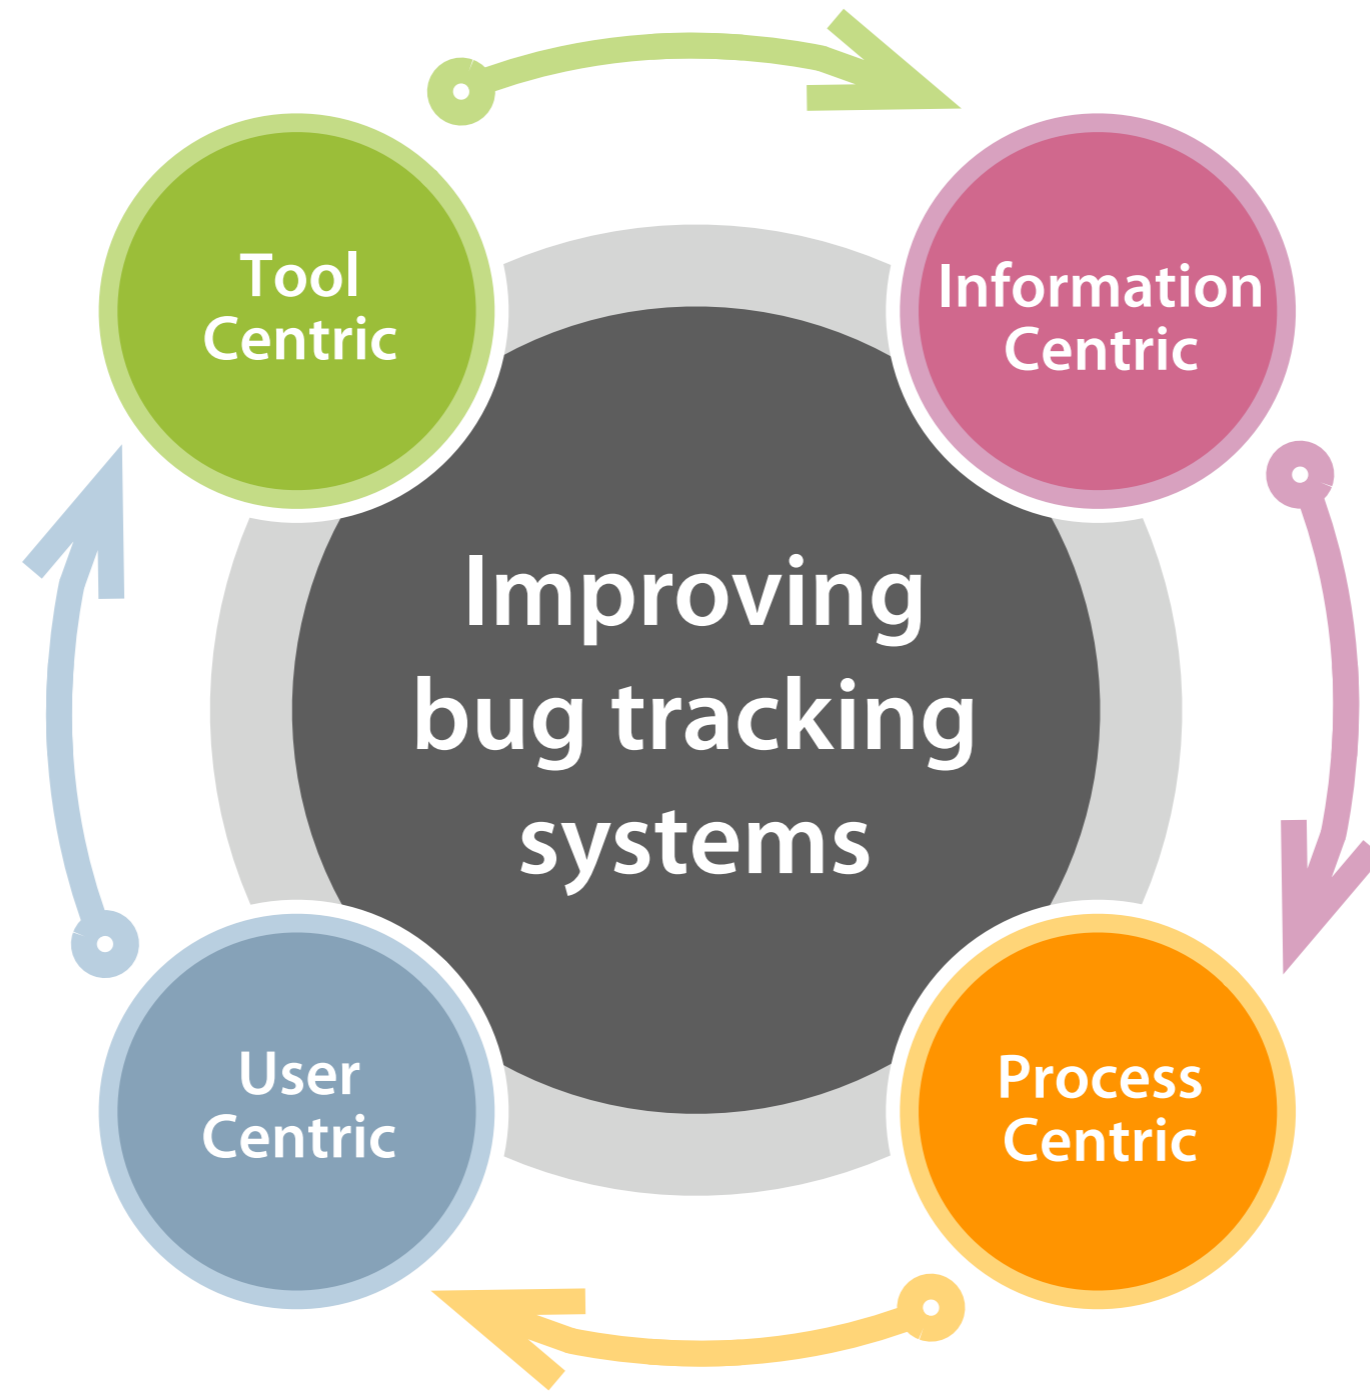 Tool
Centric
Information
Centric
Improving
bug tracking
systems
User
Centric
Process
Centric